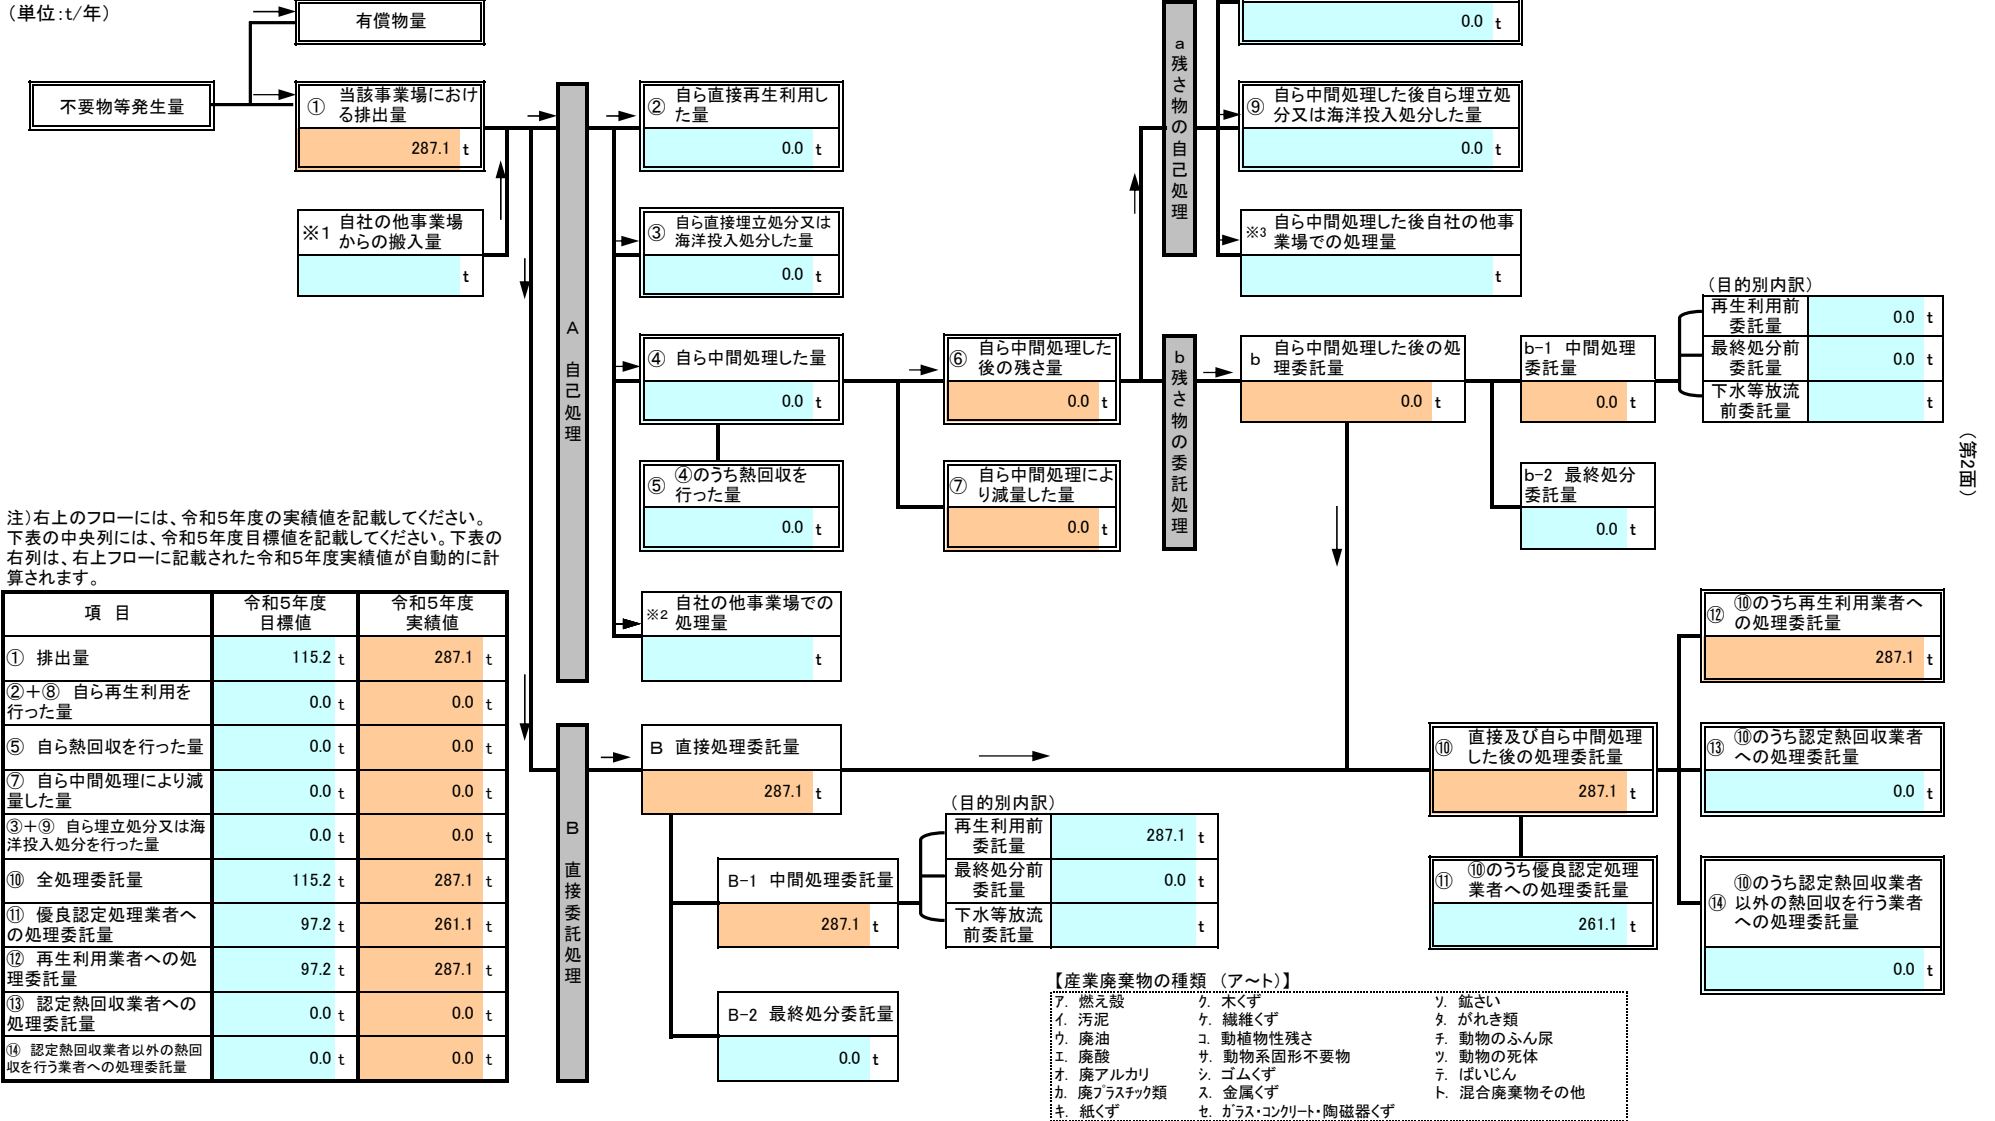 (単位:t/年)
有償物量
不要物等発生量
① 当該事業場におけ
る排出量
287.1 t
※1 自社の他事業場
からの搬入量
t
A 自己処理
② 自ら直接再生利用し
た量
0.0 t
③ 自ら直接埋立処分又は
海洋投入処分した量
0.0 t
④ 自ら中間処理した量
0.0 t
⑤ ④のうち熱回収を
行った量
0.0 t
※2 自社の他事業場での
処理量
t
⑥ 自ら中間処理した
後の残さ量
0.0 t
⑦ 自ら中間処理によ
り減量した量
0.0 t
a 残さ物の自己処理
0.0 t
⑨ 自ら中間処理した後自ら埋立処
分又は海洋投入処分した量
0.0 t
※3 自ら中間処理した後自社の他事
業場での処理量
t
b 残さ物の委託処理
b 自ら中間処理した後の処
理委託量
0.0 t
b-1 中間処理
委託量
0.0 t
b-2 最終処分
委託量
0.0 t
(目的別内訳)
再生利用前
委託量
0.0 t
最終処分前
委託量
0.0 t
下水等放流
前委託量
t
(第2面)
注)右上のフローには、令和5年度の実績値を記載してください。
下表の中央列には、令和5年度目標値を記載してください。下表の
右列は、右上フローに記載された令和5年度実績値が自動的に計
算されます。
項 目
令和5年度
目標値
令和5年度
実績値
① 排出量 115.2 t 287.1 t
②+⑧ 自ら再生利用を
行った量
0.0 t 0.0 t
⑤ 自ら熱回収を行った量 0.0 t 0.0 t
⑦ 自ら中間処理により減
量した量
0.0 t 0.0 t
③+⑨ 自ら埋立処分又は海
洋投入処分を行った量
0.0 t 0.0 t
⑩ 全処理委託量 115.2 t 287.1 t
⑪ 優良認定処理業者へ
の処理委託量
97.2 t 261.1 t
⑫ 再生利用業者への処
理委託量
97.2 t 287.1 t
⑬ 認定熱回収業者への
処理委託量
0.0 t 0.0 t
⑭ 認定熱回収業者以外の熱回
収を行う業者への処理委託量
0.0 t 0.0 t
B 直接委託処理
B 直接処理委託量
287.1 t
B-1 中間処理委託量
287.1 t
B-2 最終処分委託量
0.0 t
(目的別内訳)
再生利用前
委託量
287.1 t
最終処分前
委託量
0.0 t
下水等放流
前委託量
t
⑩ 直接及び自ら中間処理
した後の処理委託量
287.1 t
⑪ ⑩のうち優良認定処理
業者への処理委託量
261.1 t
⑫ ⑩のうち再生利用業者へ
の処理委託量
287.1 t
⑬ ⑩のうち認定熱回収業者
への処理委託量
0.0 t
⑭ ⑩のうち認定熱回収業者
以外の熱回収を行う業者
への処理委託量
0.0 t
【産業廃棄物の種類 (ア~ト)】
ア. 燃え殻 ク. 木くず ソ. 鉱さい
イ. 汚泥 ケ. 繊維くず タ. がれき類
ウ. 廃油 コ. 動植物性残さ チ. 動物のふん尿
エ. 廃酸 サ. 動物系固形不要物 ツ. 動物の死体
オ. 廃アルカリ シ. ゴムくず テ. ばいじん
カ. 廃プラスチック類 ス. 金属くず ト. 混合廃棄物その他
キ. 紙くず セ. ガラス・コンクリート・陶磁器くず